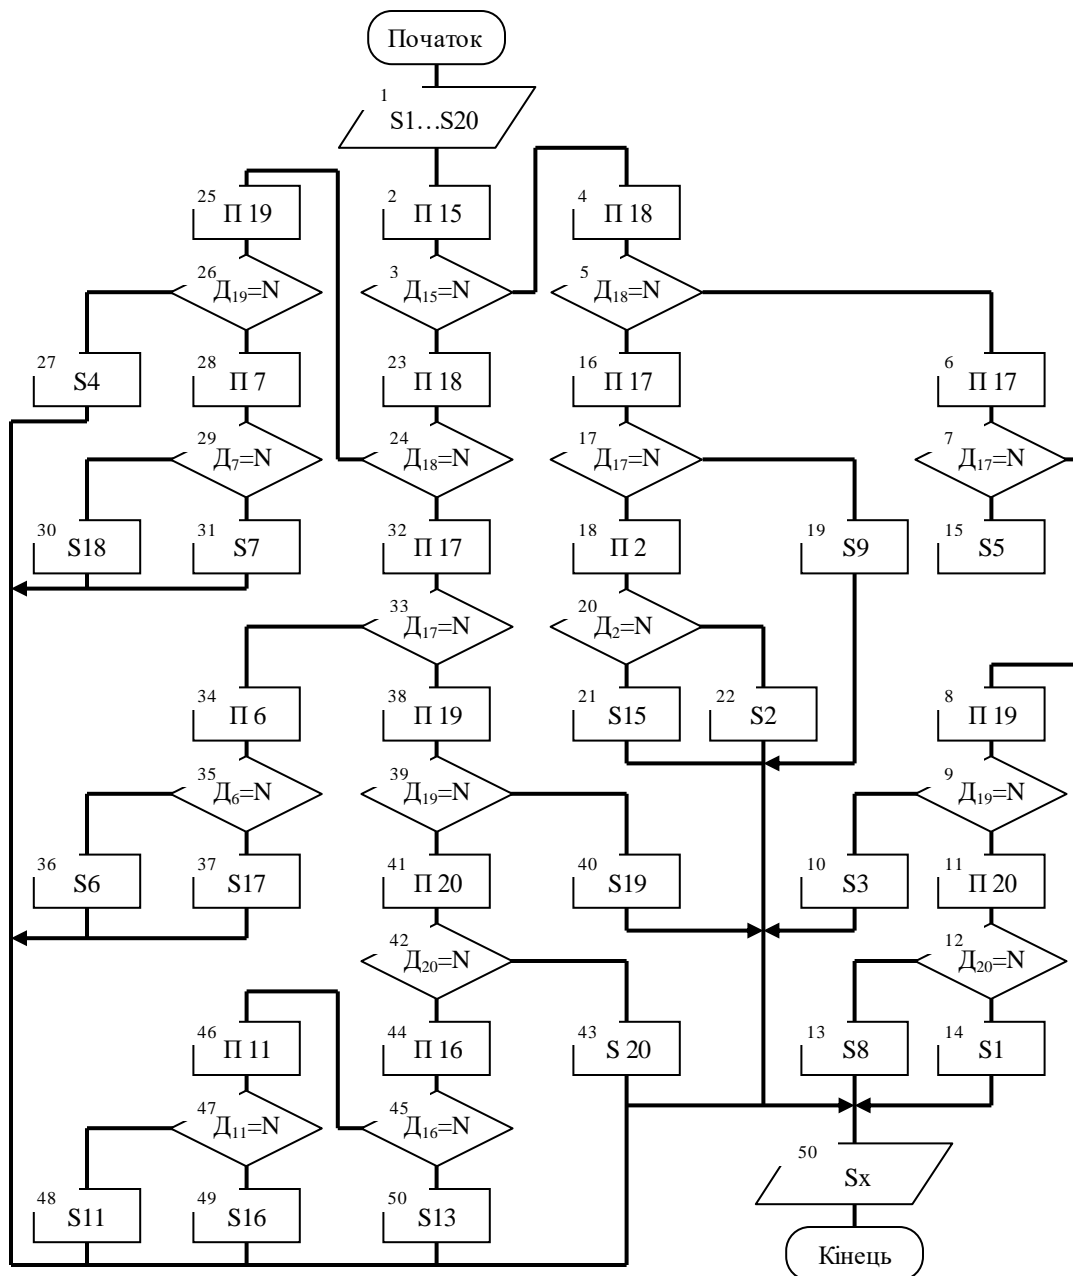 Початок
1
S1…S20
25
П 19
2
П 15
4
П 18
26
Д19=N
3
Д15=N
5
Д18=N
27
S4
28
П 7
23
П 18
16
П 17
6
П 17
29
Д7=N
24
Д18=N
17
Д17=N
7
Д17=N
30
S18
31
S7
32
П 17
18
П 2
19
S9
15
S5
33
Д17=N
20
Д2=N
34
П 6
38
П 19
21
S15
22
S2
8
П 19
35
Д6=N
39
Д19=N
9
Д19=N
36
S6
37
S17
41
П 20
40
S19
10
S3
11
П 20
42
Д20=N
12
Д20=N
46
П 11
44
П 16
43
S 20
13
S8
14
S1
47
Д11=N
45
Д16=N
50
Sx
48
S11
49
S16
50
S13
Кінець